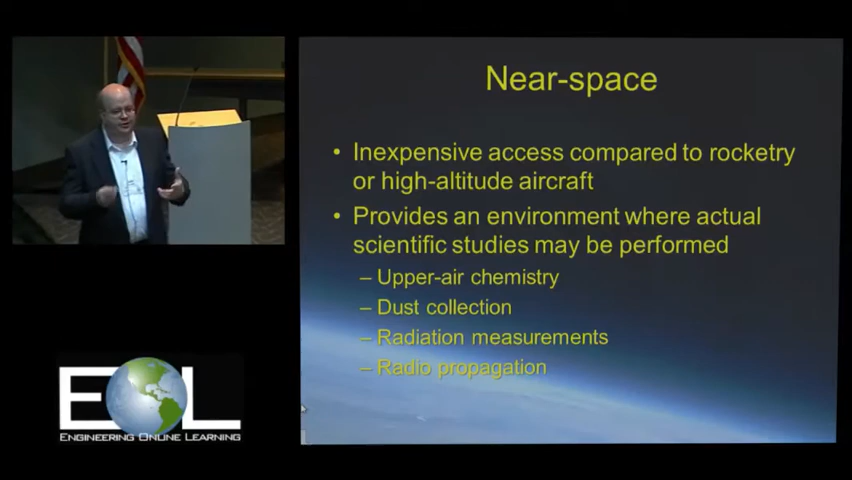 Near-space
• Inexpensive access compared to rocketry
or high-altitude aircraft
• Provides an environment where actual
scientific studies may be performed
– Upper-air chemistry
– Dust collection
– Radiation measurements
– Radio propagation
EOL
Engineering Online Learning